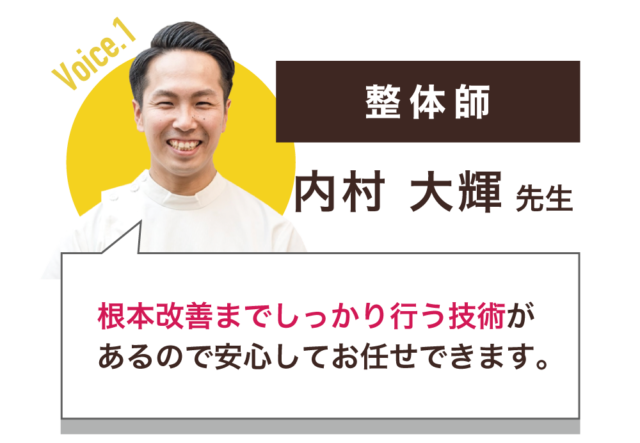 Voice.1
整体師
内村 大輝 先生
根本改善までしっかり行う技術が
あるので安心してお任せできます。